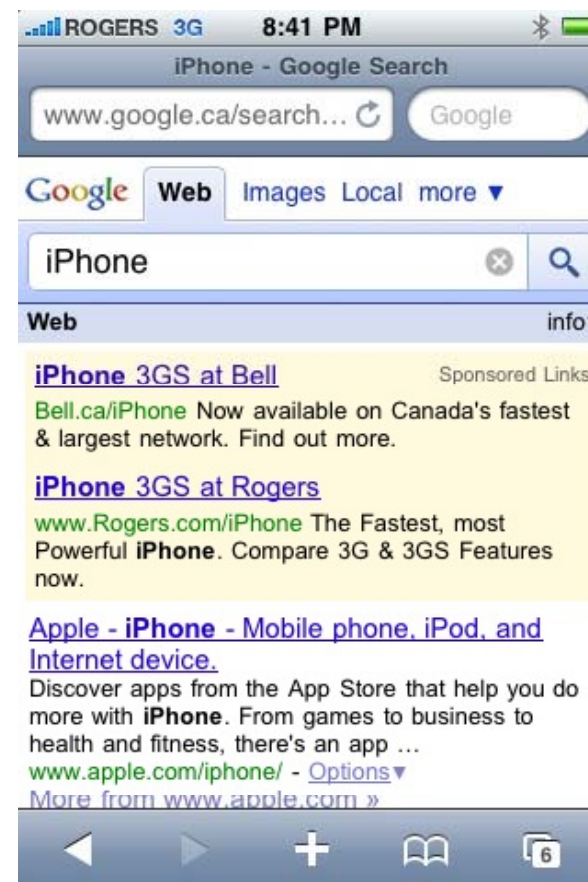 ROGERS 3G 8:41 PM
iPhone - Google Search
www.google.ca/search... Google
Google Web Images Local more ▼
iPhone
Web info
iPhone 3GS at Bell Sponsored Links
Bell.ca/iPhone Now available on Canada's fastest
& largest network. Find out more.
iPhone 3GS at Rogers
www.Rogers.com/iPhone The Fastest, most
Powerful iPhone. Compare 3G & 3GS Features
now.
Apple - iPhone - Mobile phone, iPod, and
Internet device.
Discover apps from the App Store that help you do
more with iPhone. From games to business to
health and fitness, there's an app ...
www.apple.com/iphone/ - Options▼
More from www.apple.com »
6